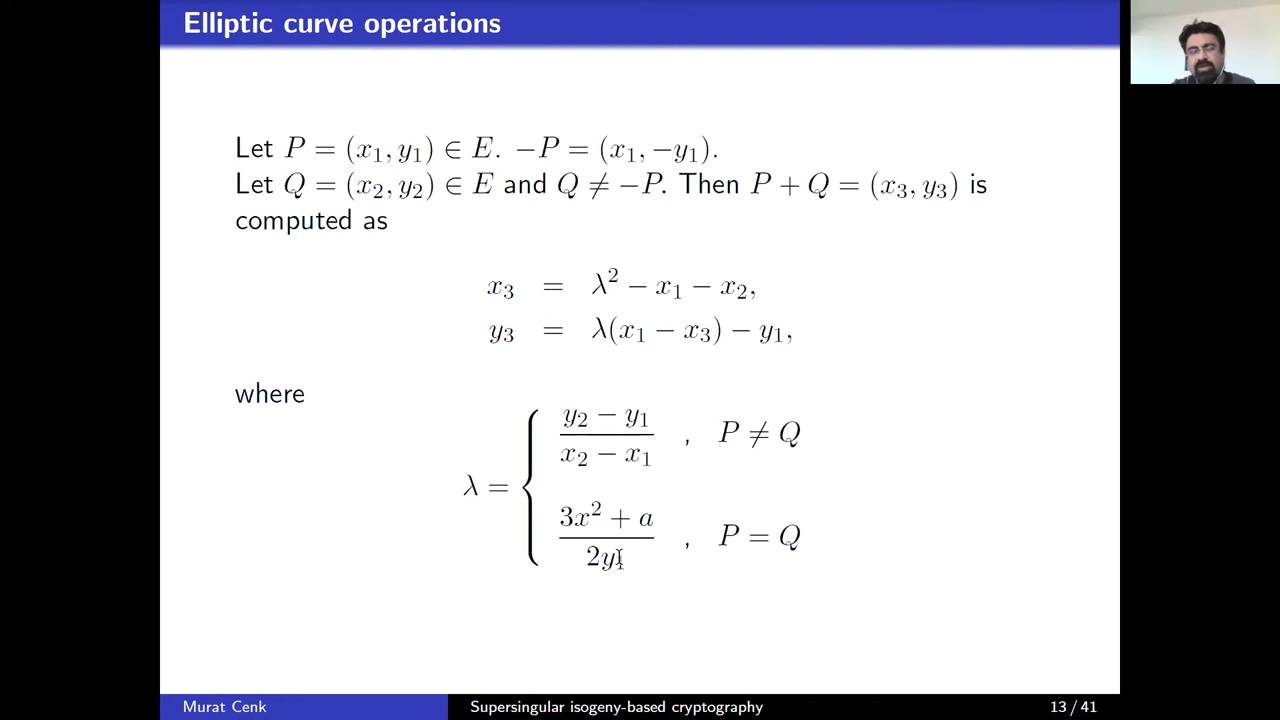 Elliptic curve operations
Let P = (x₁, y₁) ∈ E. −P = (x₁, −y₁).
Let Q = (x₂, y₂) ∈ E and Q ≠ −P. Then P + Q = (x₃, y₃) is
computed as
x₃ = λ² − x₁ − x₂,
y₃ = λ(x₁ − x₃) − y₁,
where
λ = { (y₂ − y₁)/(x₂ − x₁) , P ≠ Q
(3x² + a)/(2y₁) , P = Q
Murat Cenk Supersingular isogeny-based cryptography 13 / 41